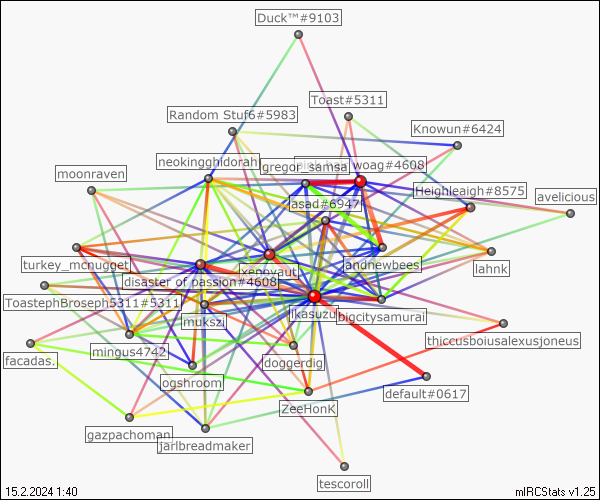 Duck™#9103
Toast#5311
Random Stuf6#5983
Knowun#6424
neokingghidorah
gregor_samsa
woag#4608
moonraven
Heighleaigh#8575
avelicious
asad#6947
turkey_mcnugget
xenovaut
andnewbees
lahnk
disaster of passion#4608
ToastephBroseph5311#5311
mukszi
ikasuzu
bigcitysamurai
thiccusboiusalexusjoneus
facadas.
mingus4742
doggerdig
ogshroom
default#0617
ZeeHonK
gazpachoman
jarlbreadmaker
tescoroll
15.2.2024 1:40
mIRCStats v1.25